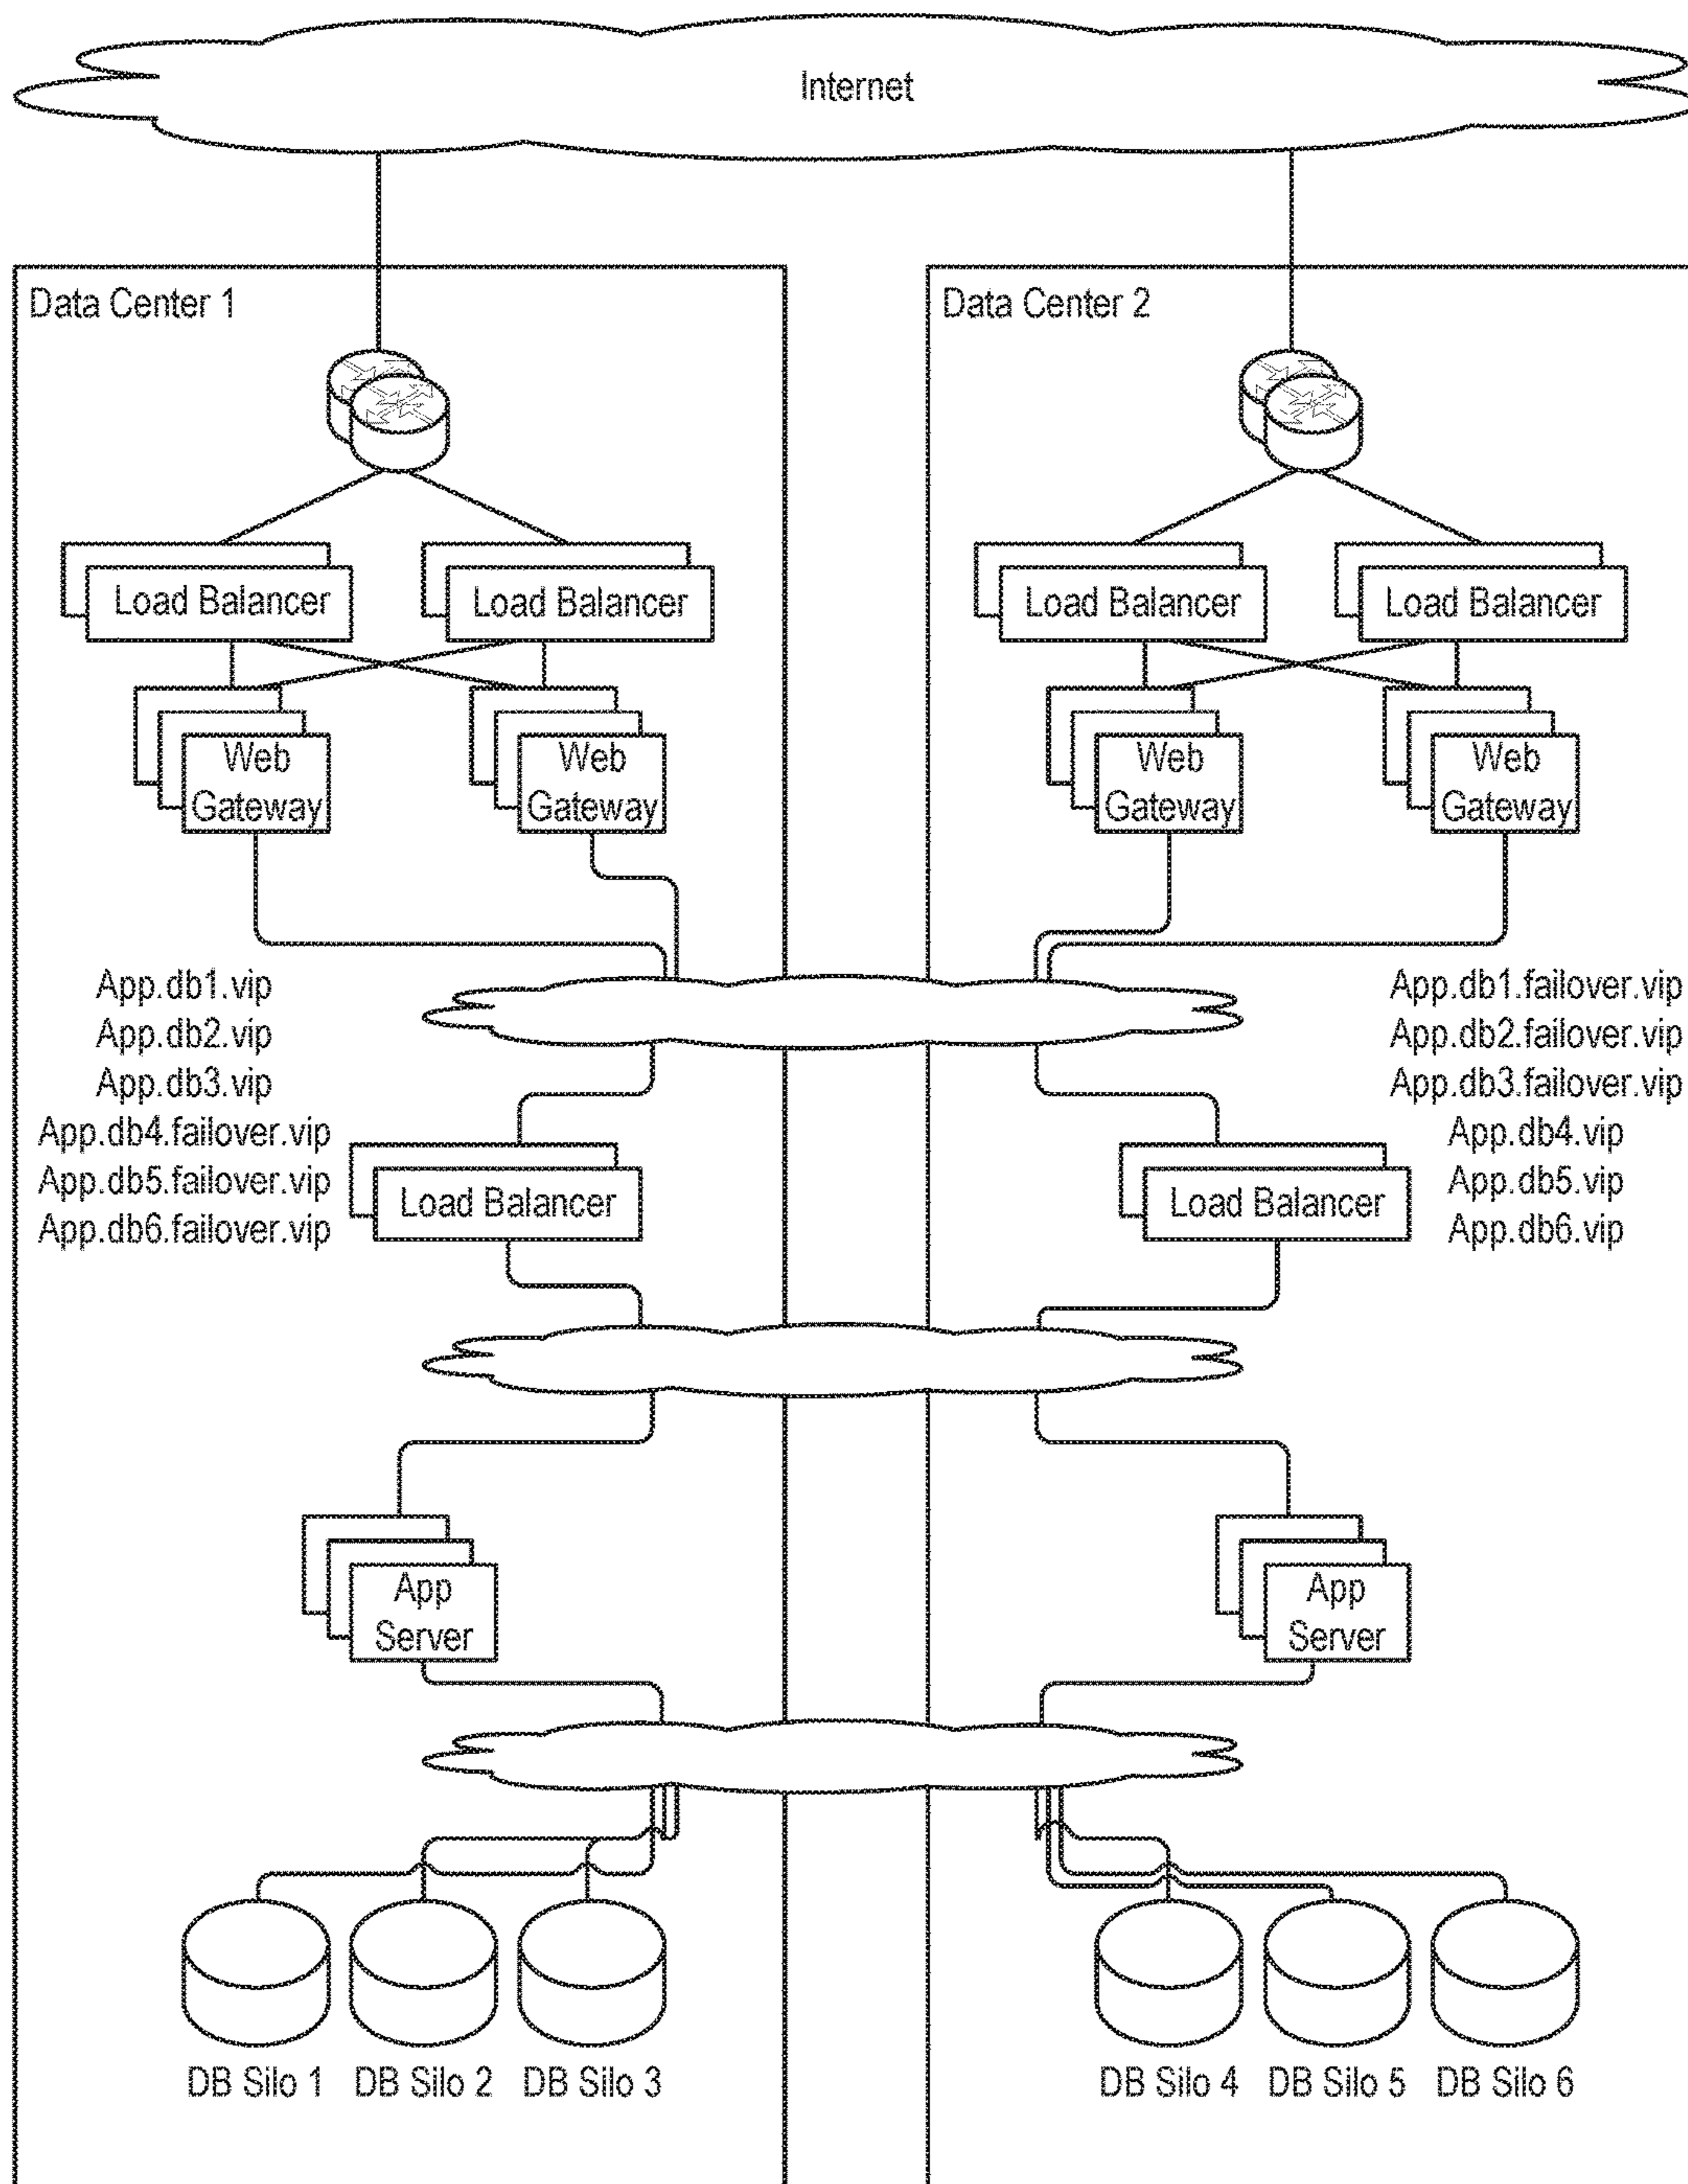 Internet
Data Center 1
Data Center 2
Load Balancer
Load Balancer
Load Balancer
Load Balancer
Web
Gateway
Web
Gateway
Web
Gateway
Web
Gateway
App.db1.vip
App.db2.vip
App.db3.vip
App.db4.failover.vip
App.db5.failover.vip
App.db6.failover.vip
Load Balancer
Load Balancer
App.db1.failover.vip
App.db2.failover.vip
App.db3.failover.vip
App.db4.vip
App.db5.vip
App.db6.vip
App
Server
App
Server
DB Silo 1
DB Silo 2
DB Silo 3
DB Silo 4
DB Silo 5
DB Silo 6